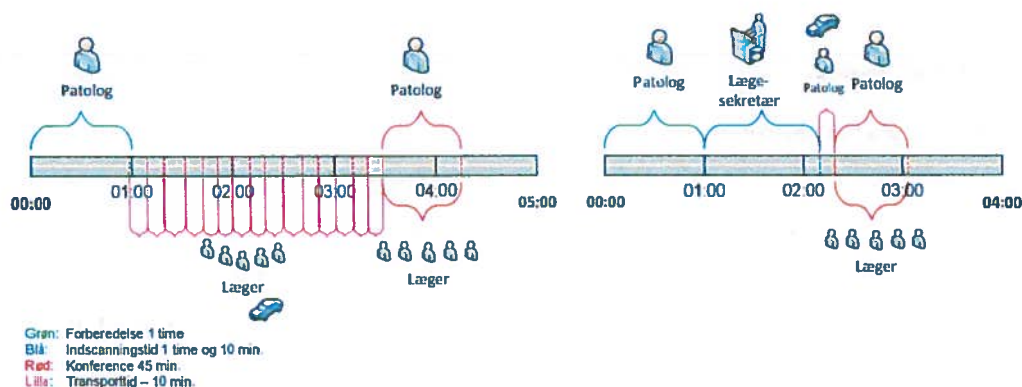 Patolog
Patolog
01:00
02:00
03:00
04:00
00:00
05:00
Læger
Læger
Patolog
Læge-
sekretær
Patolog
Patolog
01:00
02:00
03:00
00:00
04:00
Læger
Grøn: Forberedelse 1 time
Blå: Indscanningstid 1 time og 10 min.
Rød: Konference 45 min.
Lilla: Transporttid – 10 min.